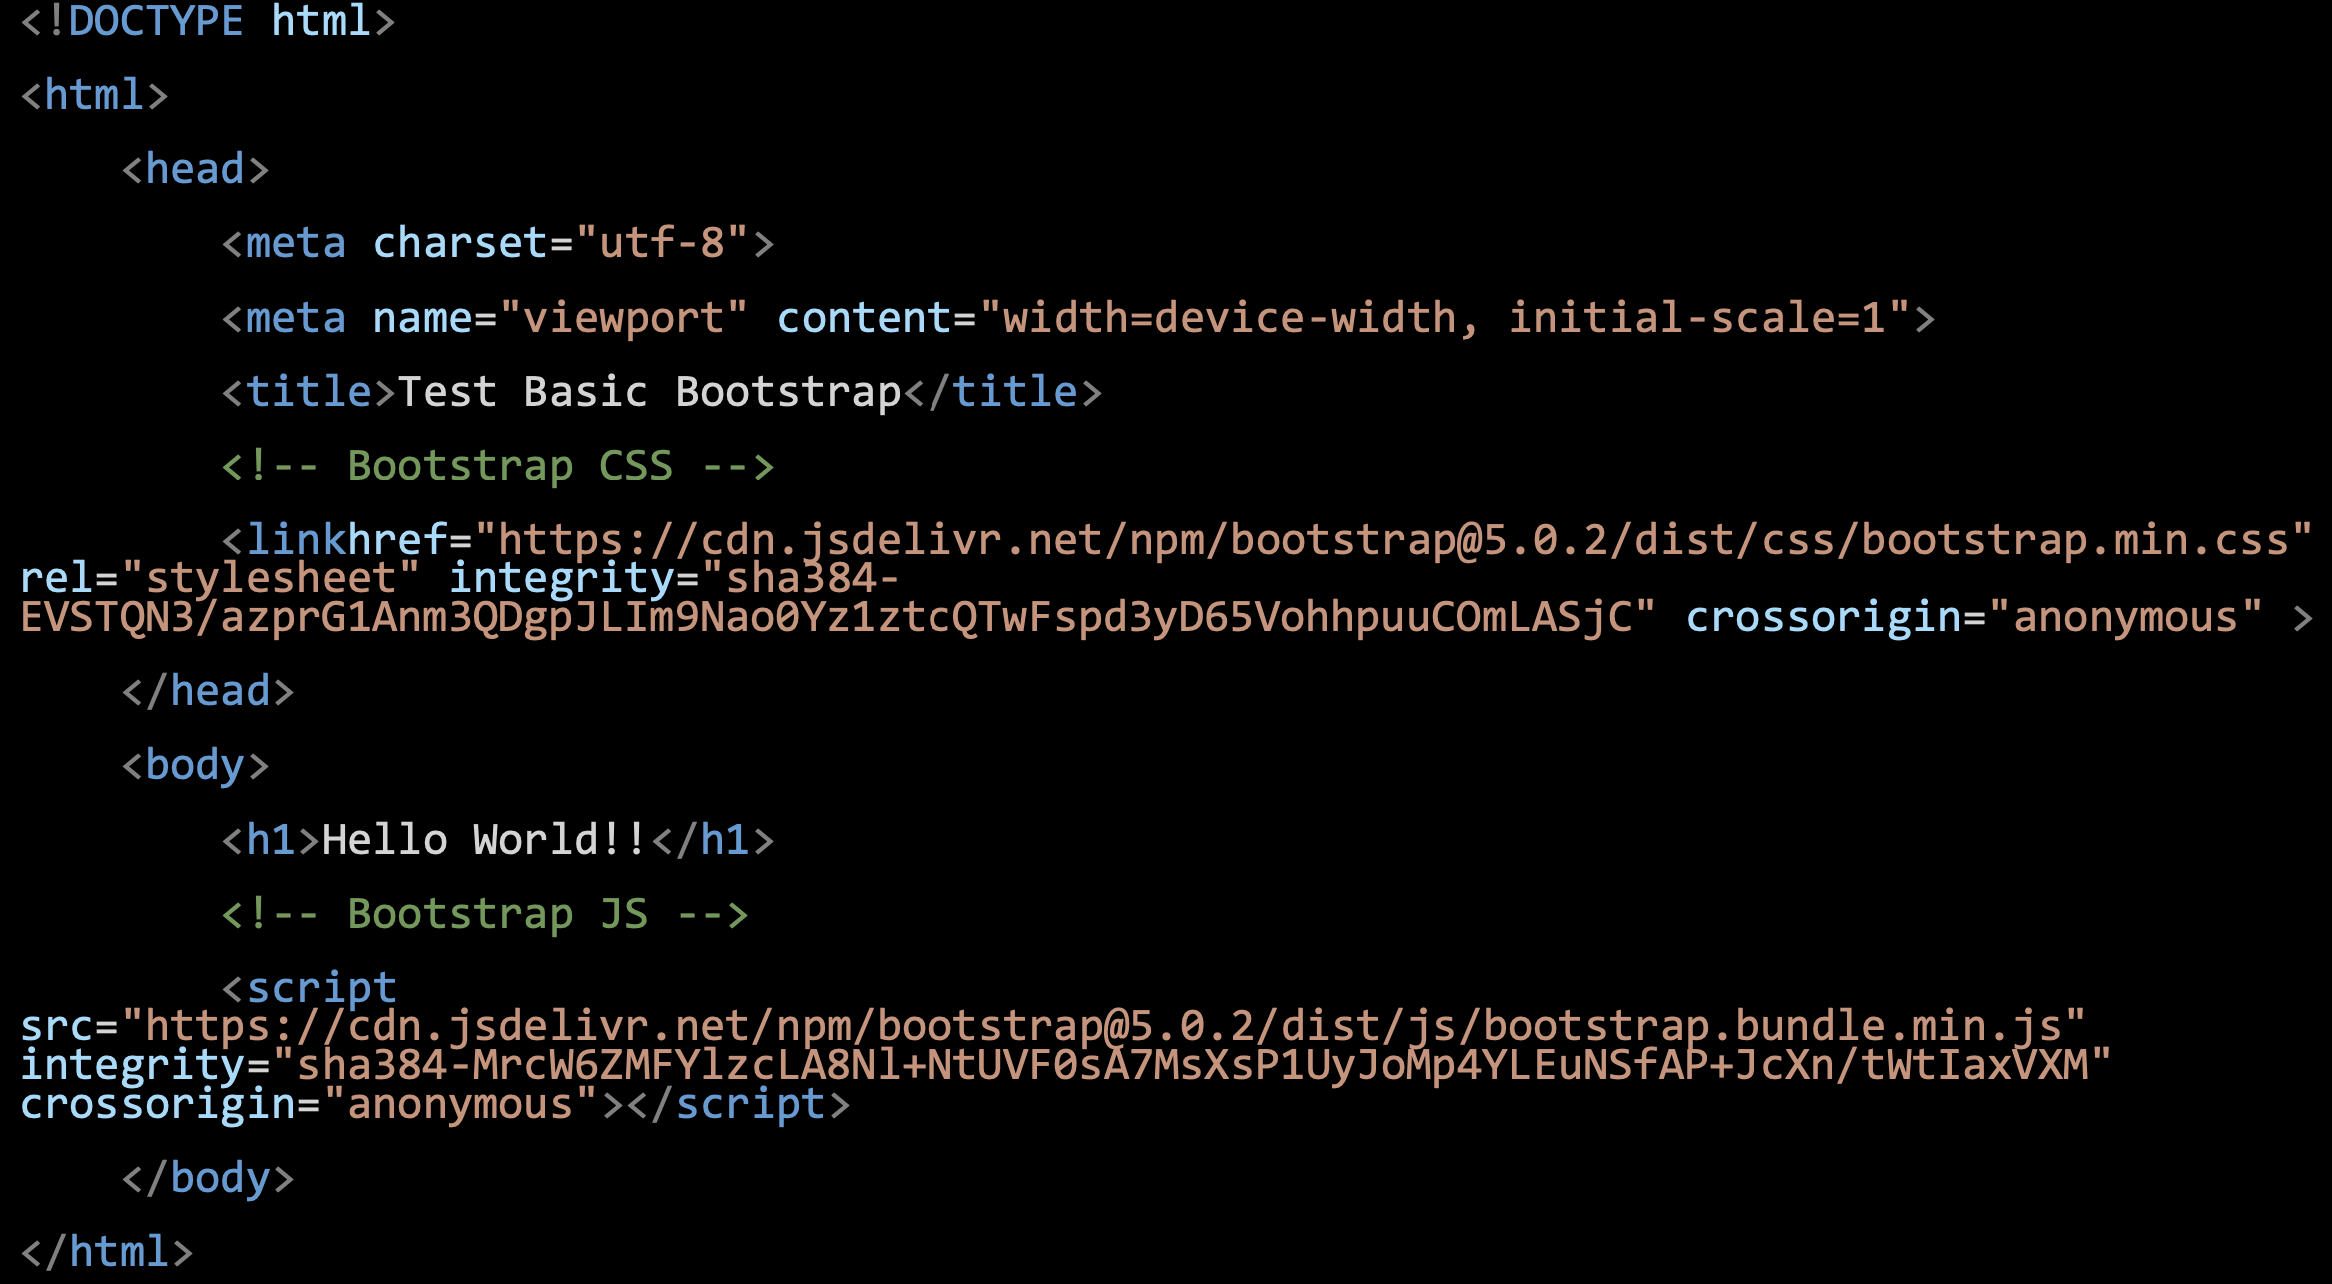 <!DOCTYPE html>
<html>
<head>
<meta charset="utf-8">
<meta name="viewport" content="width=device-width, initial-scale=1">
<title>Test Basic Bootstrap</title>
<!-- Bootstrap CSS -->
<linkhref="https://cdn.jsdelivr.net/npm/bootstrap@5.0.2/dist/css/bootstrap.min.css"
rel="stylesheet" integrity="sha384-
EVSTQN3/azprG1Anm3QDgpJLIm9Nao0Yz1ztcQTwFspd3yD65VohhpuuCOmLASjC" crossorigin="anonymous" >
</head>
<body>
<h1>Hello World!!</h1>
<!-- Bootstrap JS -->
<script
src="https://cdn.jsdelivr.net/npm/bootstrap@5.0.2/dist/js/bootstrap.bundle.min.js"
integrity="sha384-MrcW6ZMFYlzcLA8Nl+NtUVF0sA7MsXsP1UyJoMp4YLEuNSfAP+JcXn/tWtIaxVXM"
crossorigin="anonymous"></script>
</body>
</html>